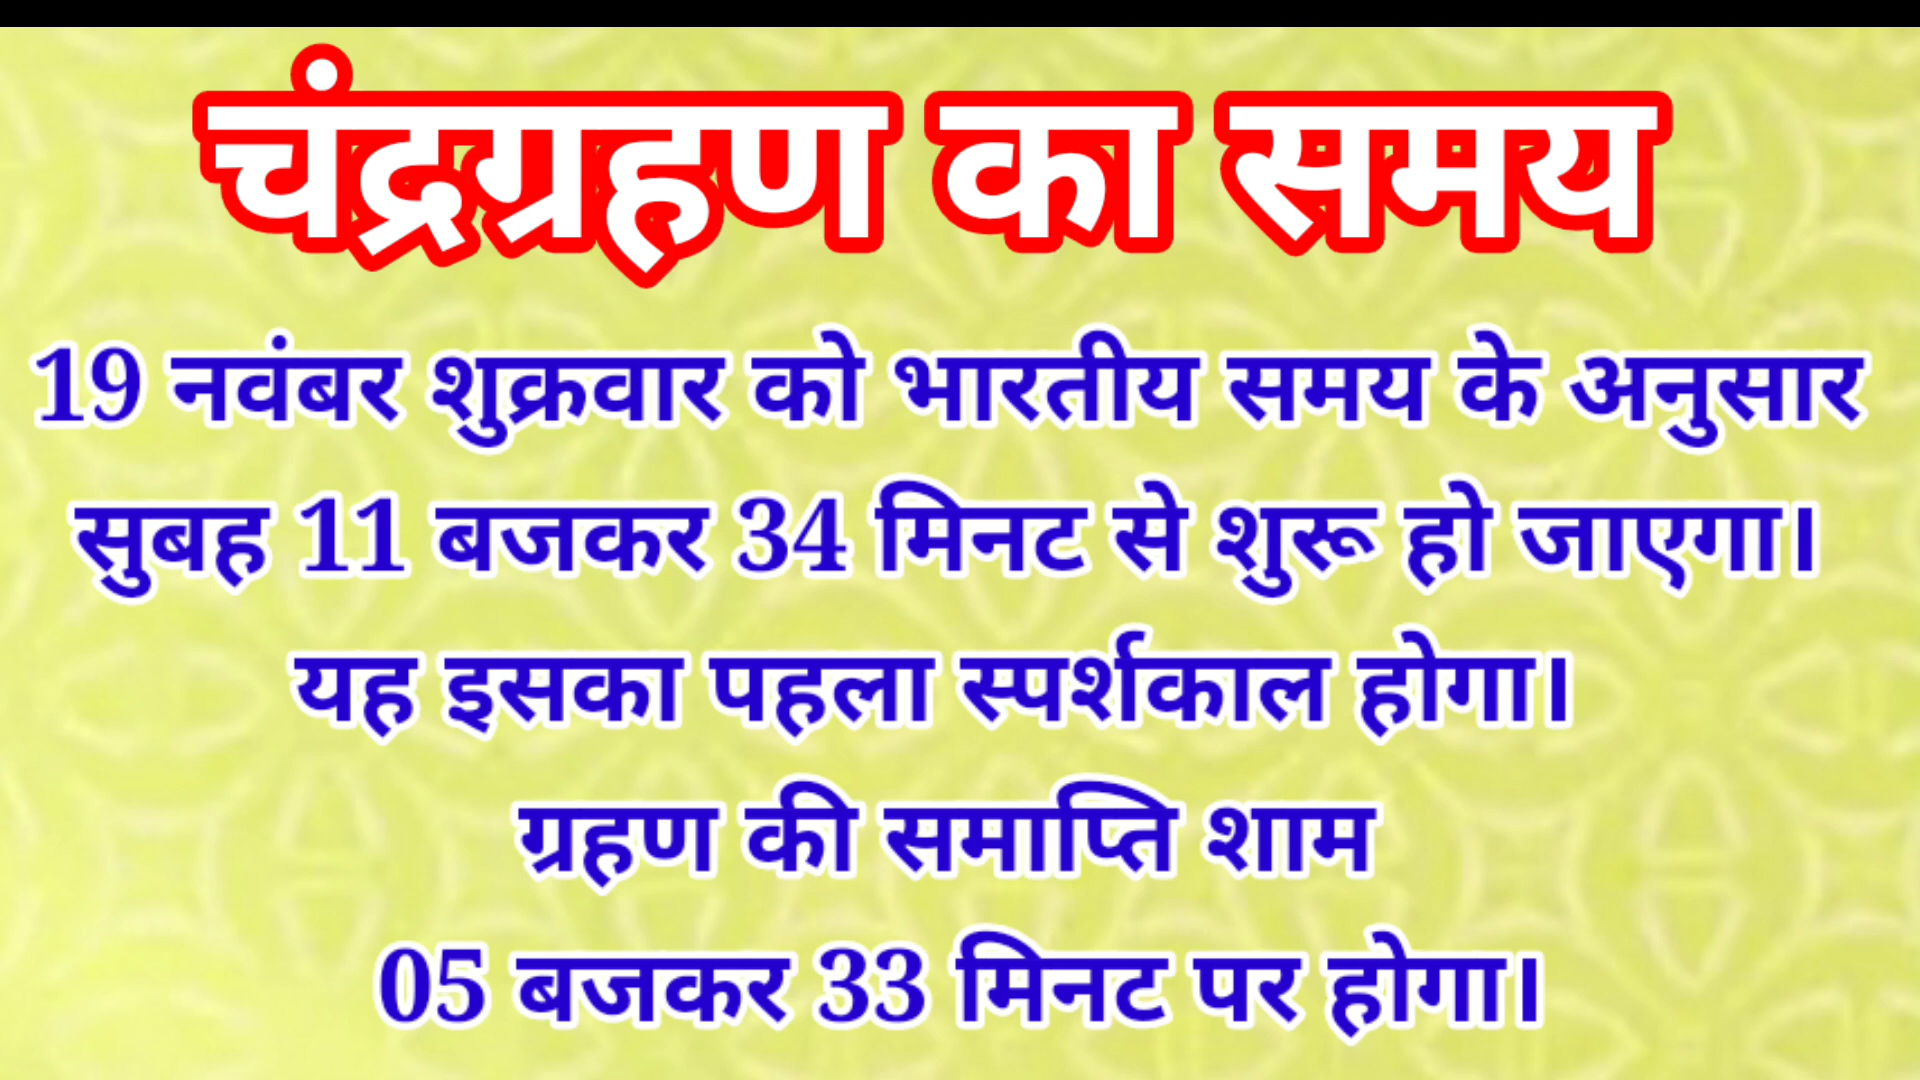 चंद्रग्रहण का समय
19 नवंबर शुक्रवार को भारतीय समय के अनुसार
सुबह 11 बजकर 34 मिनट से शुरू हो जाएगा।
यह इसका पहला स्पर्शकाल होगा।
ग्रहण की समाप्ति शाम
05 बजकर 33 मिनट पर होगा।